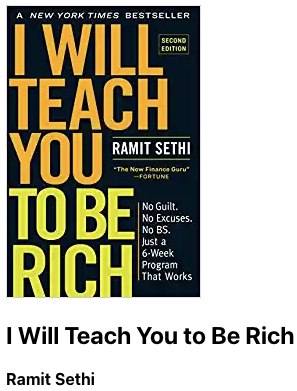 A NEW YORK TIMES BESTSELLER
I WILL
SECOND
EDITION
TEACH
YOU
RAMIT SETHI
"The New Finance Guru"
—FORTUNE
TO BE
RICH
No Guilt.
No Excuses.
No BS.
Just a
6-Week
Program
That Works
I Will Teach You to Be Rich
Ramit Sethi